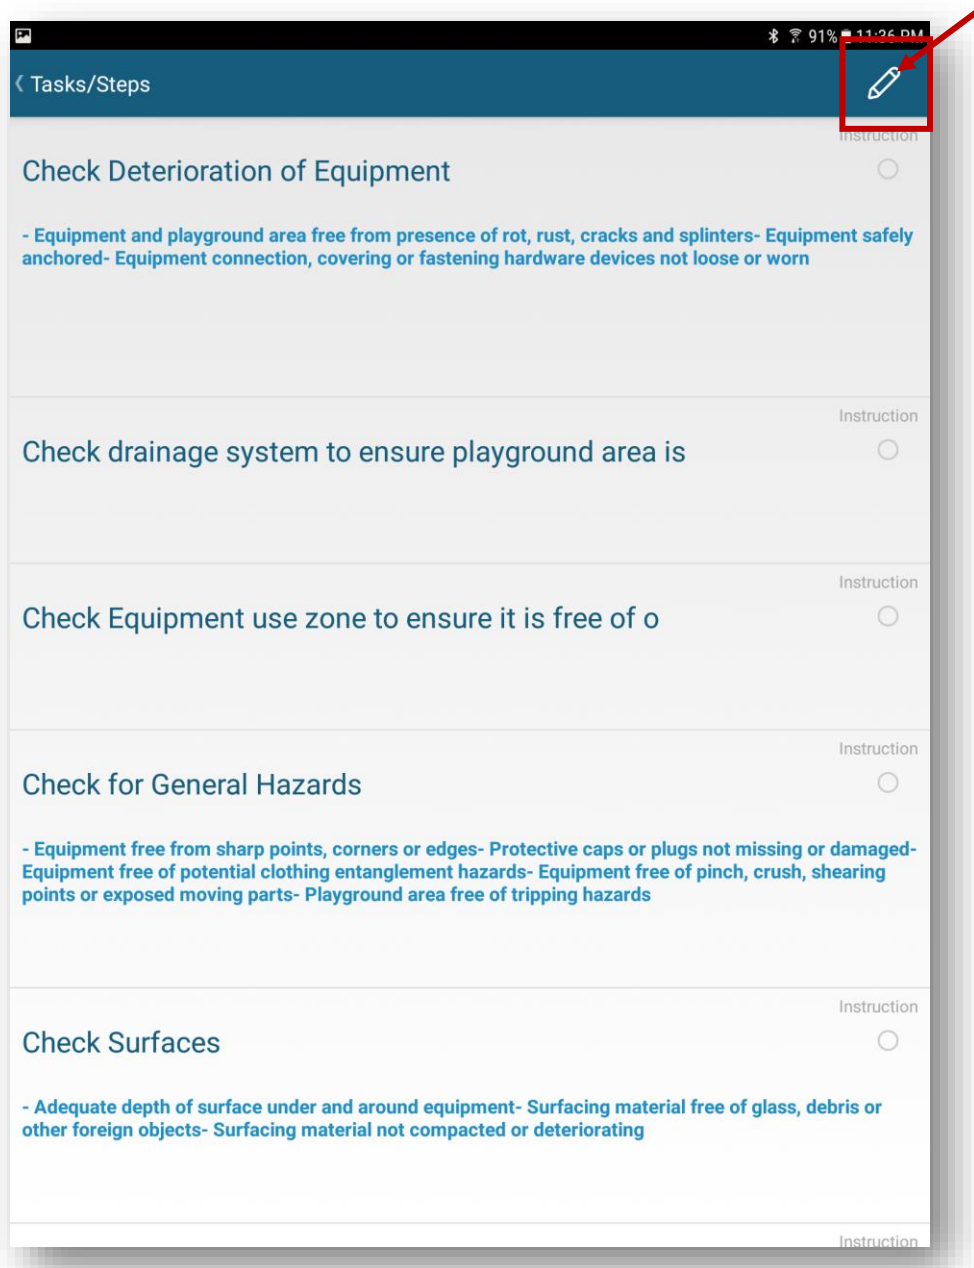 91% 11:36 PM
Tasks/Steps
Instruction
Check Deterioration of Equipment
- Equipment and playground area free from presence of rot, rust, cracks and splinters- Equipment safely
anchored- Equipment connection, covering or fastening hardware devices not loose or worn
Instruction
Check drainage system to ensure playground area is
Instruction
Check Equipment use zone to ensure it is free of o
Instruction
Check for General Hazards
- Equipment free from sharp points, corners or edges- Protective caps or plugs not missing or damaged-
Equipment free of potential clothing entanglement hazards- Equipment free of pinch, crush, shearing
points or exposed moving parts- Playground area free of tripping hazards
Instruction
Check Surfaces
- Adequate depth of surface under and around equipment- Surfacing material free of glass, debris or
other foreign objects- Surfacing material not compacted or deteriorating
Instruction